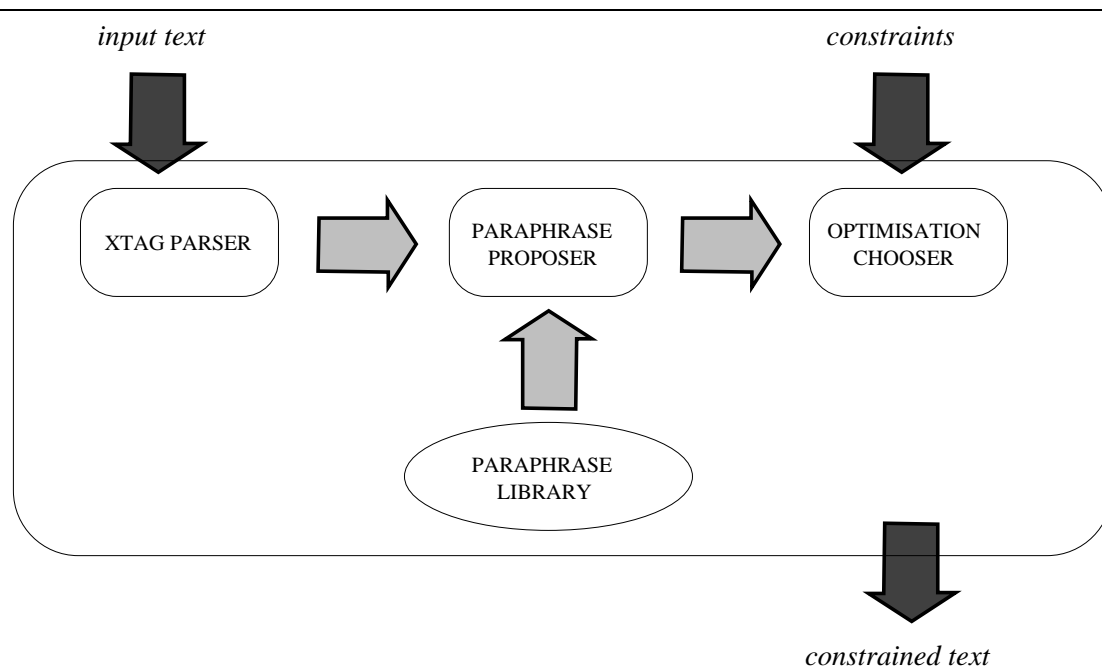 input text
constraints
XTAG PARSER
PARAPHRASE
PROPOSER
OPTIMISATION
CHOOSER
PARAPHRASE
LIBRARY
constrained text